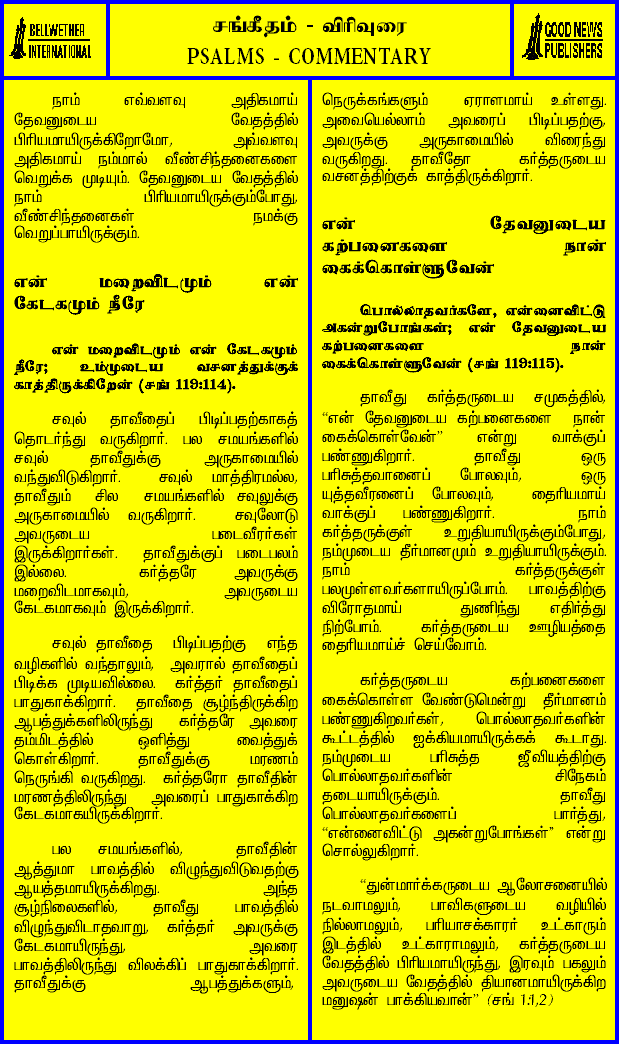 BELLWETHER
INTERNATIONAL
சங்கீதம் - விரிவுரை
PSALMS - COMMENTARY
GOOD NEWS
PUBLISHERS
நாம் எவ்வளவு அதிகமாய்
தேவனுடைய வேதத்தில்
பிரியமாயிருக்கிறோமோ, அவ்வளவு
அதிகமாய் நம்மால் வீண்சிந்தனைகளை
வெறுக்க முடியும். தேவனுடைய வேதத்தில்
நாம் பிரியமாயிருக்கும்போது,
வீண்சிந்தனைகள் நமக்கு
வெறுப்பாயிருக்கும்.
என் மறைவிடமும் என்
கேடகமும் நீரே
என் மறைவிடமும் என் கேடகமும்
நீரே; உம்முடைய வசனத்துக்குக்
காத்திருக்கிறேன் (சங் 119:114).
சவுல் தாவீதைப் பிடிப்பதற்காகத்
தொடர்ந்து வருகிறார். பல சமயங்களில்
சவுல் தாவீதுக்கு அருகாமையில்
வந்துவிடுகிறார். சவுல் மாத்திரமல்ல,
தாவீதும் சில சமயங்களில் சவுலுக்கு
அருகாமையில் வருகிறார். சவுலோடு
அவருடைய படைவீரர்கள்
இருக்கிறார்கள். தாவீதுக்குப் படைபலம்
இல்லை. கர்த்தரே அவருக்கு
மறைவிடமாகவும், அவருடைய
கேடகமாகவும் இருக்கிறார்.
சவுல் தாவீதை பிடிப்பதற்கு எந்த
வழிகளில் வந்தாலும், அவரால் தாவீதைப்
பிடிக்க முடியவில்லை. கர்த்தர் தாவீதைப்
பாதுகாக்கிறார். தாவீதை சூழ்ந்திருக்கிற
ஆபத்துக்களிலிருந்து கர்த்தரே அவரை
தம்மிடத்தில் ஒளித்து வைத்துக்
கொள்கிறார். தாவீதுக்கு மரணம்
நெருங்கி வருகிறது. கர்த்தரோ தாவீதின்
மரணத்திலிருந்து அவரைப் பாதுகாக்கிற
கேடகமாகயிருக்கிறார்.
பல சமயங்களில், தாவீதின்
ஆத்துமா பாவத்தில் விழுந்துவிடுவதற்கு
ஆயத்தமாயிருக்கிறது. அந்த
சூழ்நிலைகளில், தாவீது பாவத்தில்
விழுந்துவிடாதவாறு, கர்த்தர் அவருக்கு
கேடகமாயிருந்து, அவரை
பாவத்திலிருந்து விலக்கிப் பாதுகாக்கிறார்.
தாவீதுக்கு ஆபத்துக்களும்,
நெருக்கங்களும் ஏராளமாய் உள்ளது.
அவையெல்லாம் அவரைப் பிடிப்பதற்கு,
அவருக்கு அருகாமையில் விரைந்து
வருகிறது. தாவீதோ கர்த்தருடைய
வசனத்திற்குக் காத்திருக்கிறார்.
என் தேவனுடைய
கற்பனைகளை நான்
கைக்கொள்ளுவேன்
பொல்லாதவர்களே, என்னைவிட்டு
அகன்றுபோங்கள்; என் தேவனுடைய
கற்பனைகளை நான்
கைக்கொள்ளுவேன் (சங் 119:115).
தாவீது கர்த்தருடைய சமுகத்தில்,
“என் தேவனுடைய கற்பனைகளை நான்
கைக்கொள்வேன்” என்று வாக்குப்
பண்ணுகிறார். தாவீது ஒரு
பரிசுத்தவானைப் போலவும், ஒரு
யுத்தவீரனைப் போலவும், தைரியமாய்
வாக்குப் பண்ணுகிறார். நாம்
கர்த்தருக்குள் உறுதியாயிருக்கும்போது,
நம்முடைய தீர்மானமும் உறுதியாயிருக்கும்.
நாம் கர்த்தருக்குள்
பலமுள்ளவர்களாயிருப்போம். பாவத்திற்கு
விரோதமாய் துணிந்து எதிர்த்து
நிற்போம். கர்த்தருடைய ஊழியத்தை
தைரியமாய்ச் செய்வோம்.
கர்த்தருடைய கற்பனைகளை
கைக்கொள்ள வேண்டுமென்று தீர்மானம்
பண்ணுகிறவர்கள், பொல்லாதவர்களின்
கூட்டத்தில் ஐக்கியமாயிருக்கக் கூடாது.
நம்முடைய பரிசுத்த ஜீவியத்திற்கு
பொல்லாதவர்களின் சிநேகம்
தடையாயிருக்கும். தாவீது
பொல்லாதவர்களைப் பார்த்து,
“என்னைவிட்டு அகன்றுபோங்கள்” என்று
சொல்லுகிறார்.
“துன்மார்க்கருடைய ஆலோசனையில்
நடவாமலும், பாவிகளுடைய வழியில்
நில்லாமலும், பரியாசக்காரர் உட்காரும்
இடத்தில் உட்காராமலும், கர்த்தருடைய
வேதத்தில் பிரியமாயிருந்து, இரவும் பகலும்
அவருடைய வேதத்தில் தியானமாயிருக்கிற
மனுஷன் பாக்கியவான்” (சங் 1:1,2)